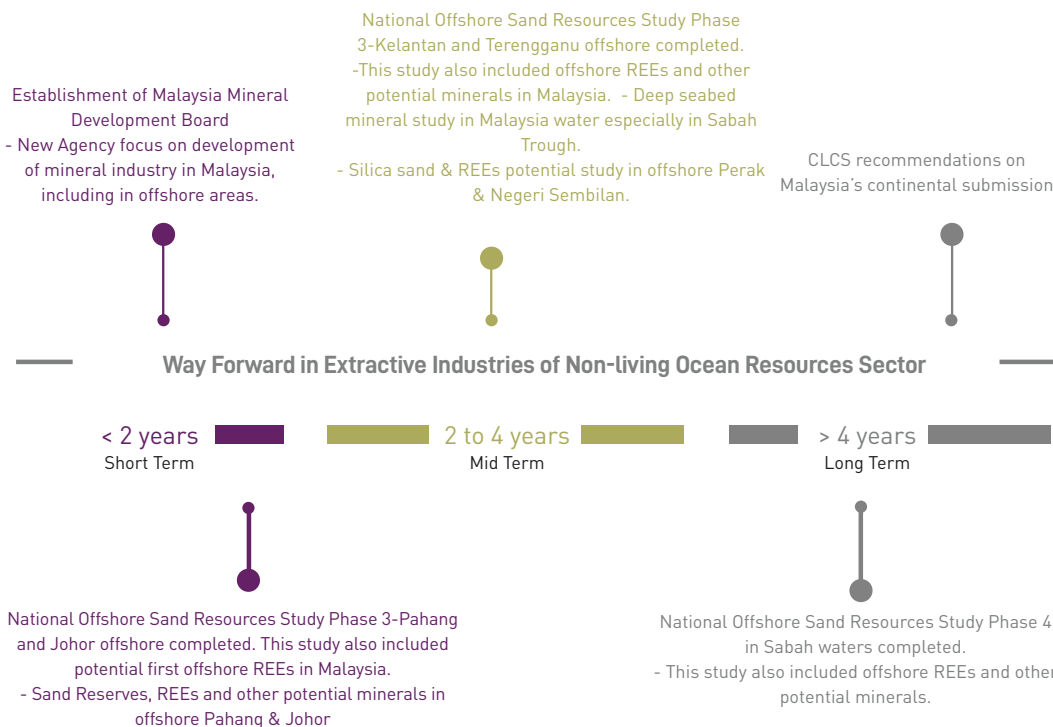 Establishment of Malaysia Mineral
Development Board
- New Agency focus on development
of mineral industry in Malaysia,
including in offshore areas.
National Offshore Sand Resources Study Phase
3-Kelantan and Terengganu offshore completed.
-This study also included offshore REEs and other
potential minerals in Malaysia.  - Deep seabed
mineral study in Malaysia water especially in Sabah
Trough.
- Silica sand & REEs potential study in offshore Perak
& Negeri Sembilan.
CLCS recommendations on
Malaysia's continental submission
Way Forward in Extractive Industries of Non-living Ocean Resources Sector
< 2 years
Short Term
2 to 4 years
Mid Term
> 4 years
Long Term
National Offshore Sand Resources Study Phase 3-Pahang
and Johor offshore completed. This study also included
potential first offshore REEs in Malaysia.
- Sand Reserves, REEs and other potential minerals in
offshore Pahang & Johor
National Offshore Sand Resources Study Phase 4
in Sabah waters completed.
- This study also included offshore REEs and other
potential minerals.